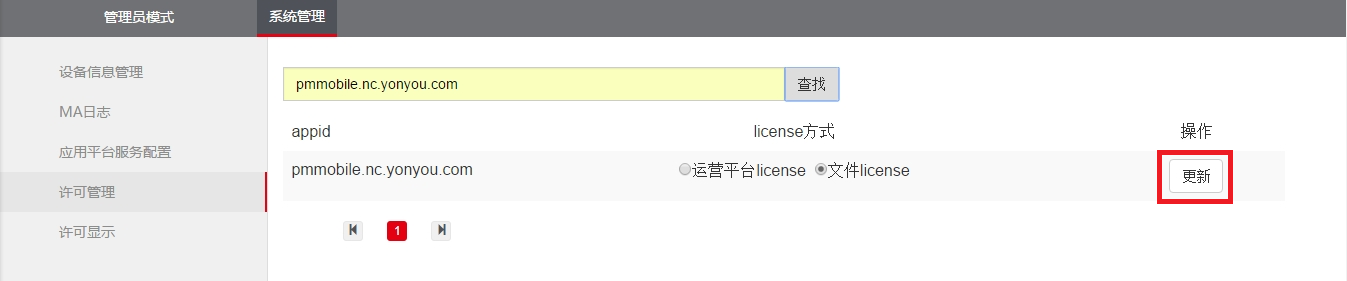 管理员模式 系统管理
设备信息管理
MA日志
应用平台服务配置
许可管理
许可显示
pmmobile.nc.yonyou.com 查找
appid license方式 操作
pmmobile.nc.yonyou.com 运营平台license 文件license 更新
1